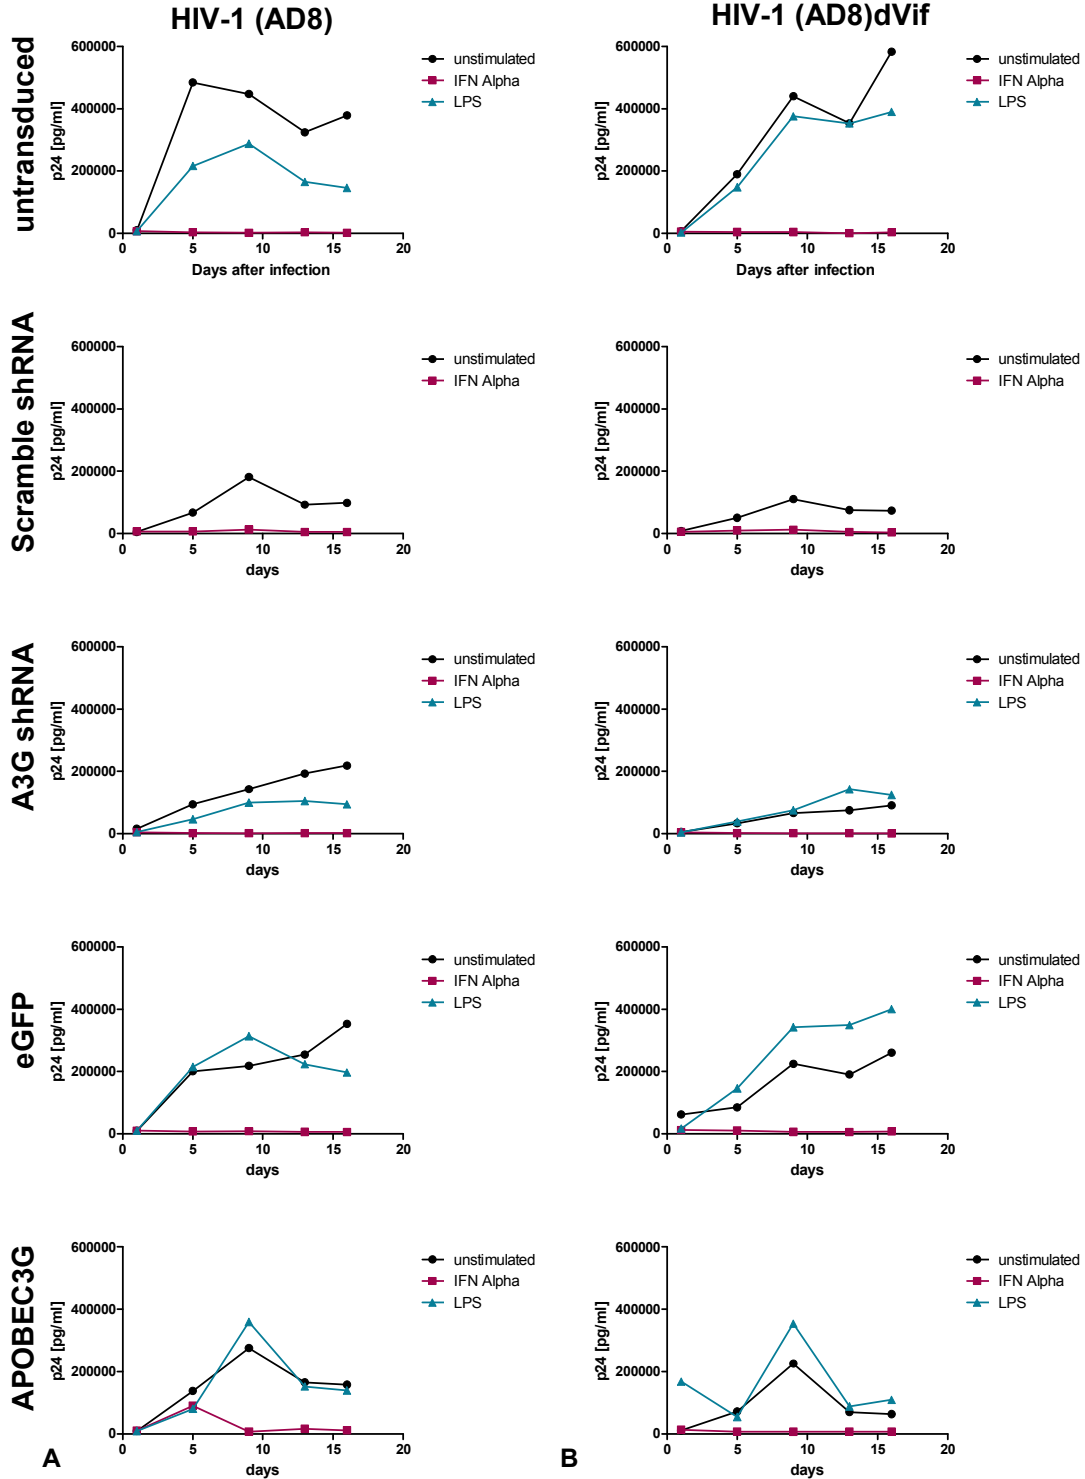 HIV-1 (AD8)
HIV-1 (AD8)dVif
untransduced
p24 [pg/ml]
600000
400000
200000
0
0 5 10 15 20
Days after infection
unstimulated
IFN Alpha
LPS
p24 [pg/ml]
600000
400000
200000
0
0 5 10 15 20
Days after infection
unstimulated
IFN Alpha
LPS
Scramble shRNA
p24 [pg/ml]
600000
400000
200000
0
0 5 10 15 20
days
unstimulated
IFN Alpha
p24 [pg/ml]
600000
400000
200000
0
0 5 10 15 20
days
unstimulated
IFN Alpha
A3G shRNA
p24 [pg/ml]
600000
400000
200000
0
0 5 10 15 20
days
unstimulated
IFN Alpha
LPS
p24 [pg/ml]
600000
400000
200000
0
0 5 10 15 20
days
unstimulated
IFN Alpha
LPS
eGFP
p24 [pg/ml]
600000
400000
200000
0
0 5 10 15 20
days
unstimulated
IFN Alpha
LPS
p24 [pg/ml]
600000
400000
200000
0
0 5 10 15 20
days
unstimulated
IFN Alpha
LPS
APOBEC3G
p24 [pg/ml]
600000
400000
200000
0
0 5 10 15 20
days
unstimulated
IFN Alpha
LPS
A
p24 [pg/ml]
600000
400000
200000
0
0 5 10 15 20
days
unstimulated
IFN Alpha
LPS
B